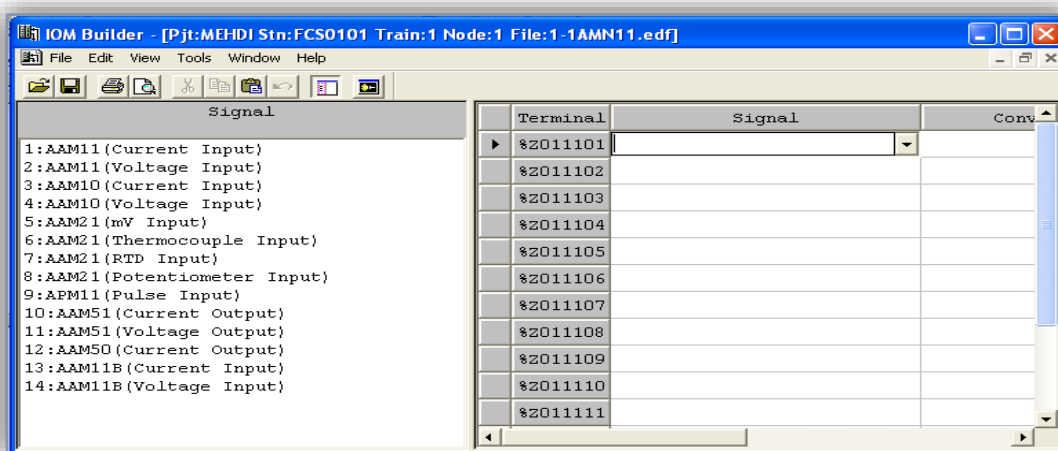 IOM Builder - [Pjt:MEHDI Stn:FCS0101 Train:1 Node:1 File:1-1AMN11.edf]
File Edit View Tools Window Help
Signal
1:AAM11(Current Input)
2:AAM11(Voltage Input)
3:AAM10(Current Input)
4:AAM10(Voltage Input)
5:AAM21(mV Input)
6:AAM21(Thermocouple Input)
7:AAM21(RTD Input)
8:AAM21(Potentiometer Input)
9:APM11(Pulse Input)
10:AAM51(Current Output)
11:AAM51(Voltage Output)
12:AAM50(Current Output)
13:AAM11B(Current Input)
14:AAM11B(Voltage Input)
Terminal Signal Conv
%Z011101
%Z011102
%Z011103
%Z011104
%Z011105
%Z011106
%Z011107
%Z011108
%Z011109
%Z011110
%Z011111